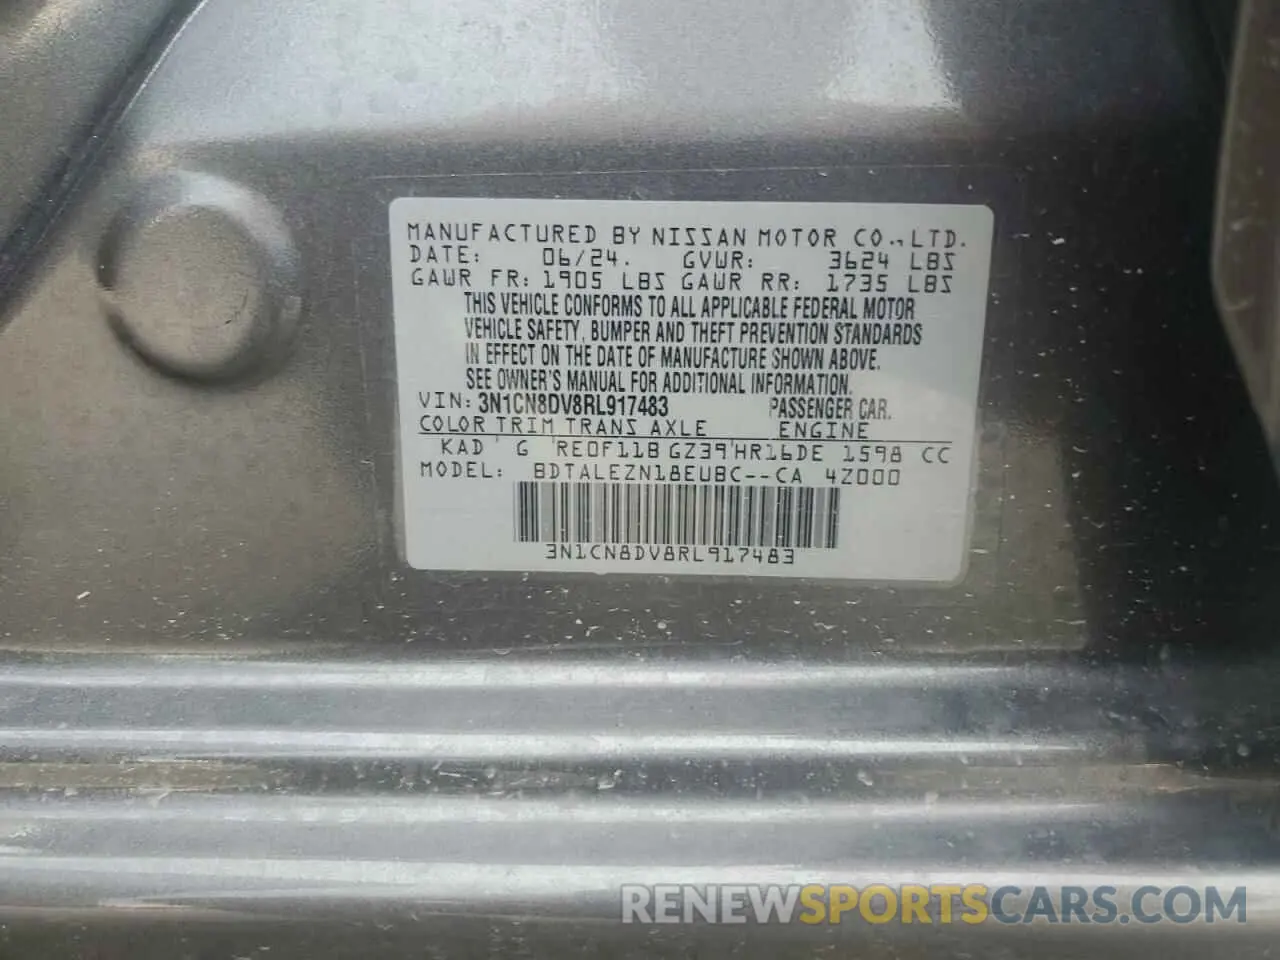 MANUFACTURED BY NISSAN MOTOR CO.,LTD.
DATE: 06/24. GVWR: 3624 LBS
GAWR FR: 1905 LBS GAWR RR: 1735 LBS
THIS VEHICLE CONFORMS TO ALL APPLICABLE FEDERAL MOTOR
VEHICLE SAFETY, BUMPER AND THEFT PREVENTION STANDARDS
IN EFFECT ON THE DATE OF MANUFACTURE SHOWN ABOVE.
SEE OWNER'S MANUAL FOR ADDITIONAL INFORMATION.
VIN: 3N1CN8DV8RL917483 PASSENGER CAR.
COLOR TRIM TRANS AXLE ENGINE
KAD G RE0F11B GZ39 HR16DE 1598 CC
MODEL: BDTALEZN18EUBC--CA 4Z000
3N1CN8DV8RL917483
RENEWSPORTSCARS.COM